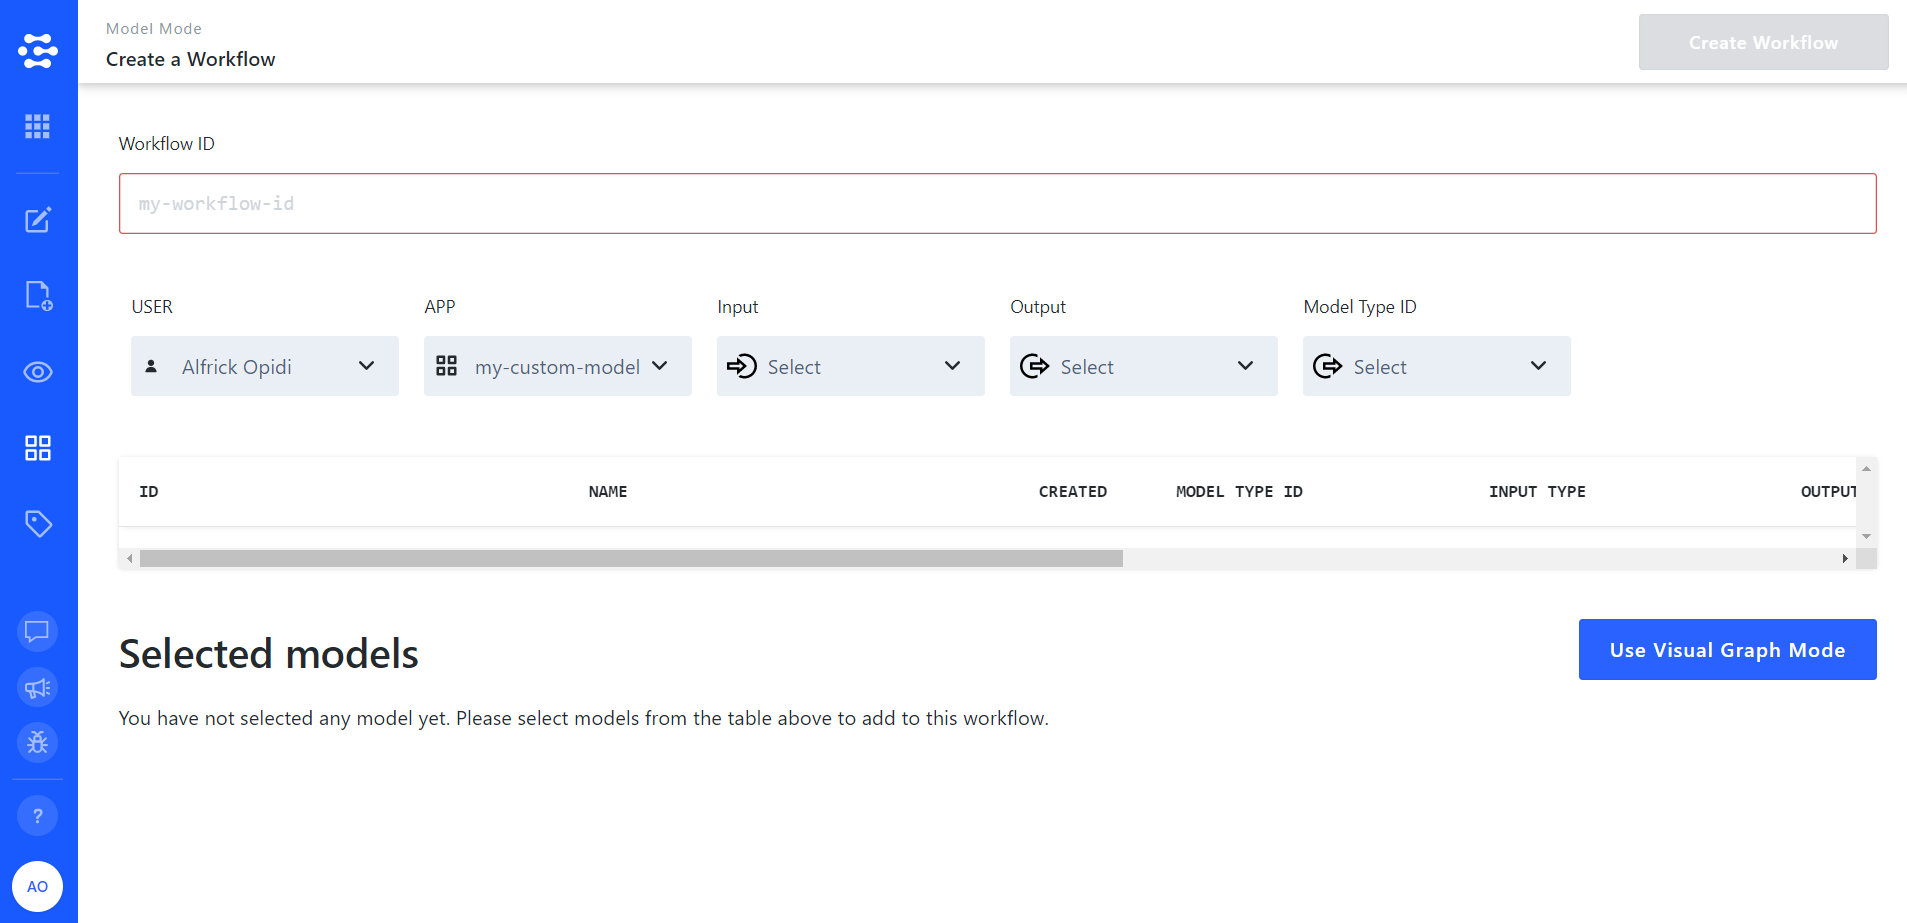 Model Mode
Create a Workflow
Create Workflow
Workflow ID
my-workflow-id
USER APP Input Output Model Type ID
Alfrick Opidi my-custom-model Select Select Select
ID NAME CREATED MODEL TYPE ID INPUT TYPE OUTPUT
Selected models
Use Visual Graph Mode
You have not selected any model yet. Please select models from the table above to add to this workflow.
?
AO